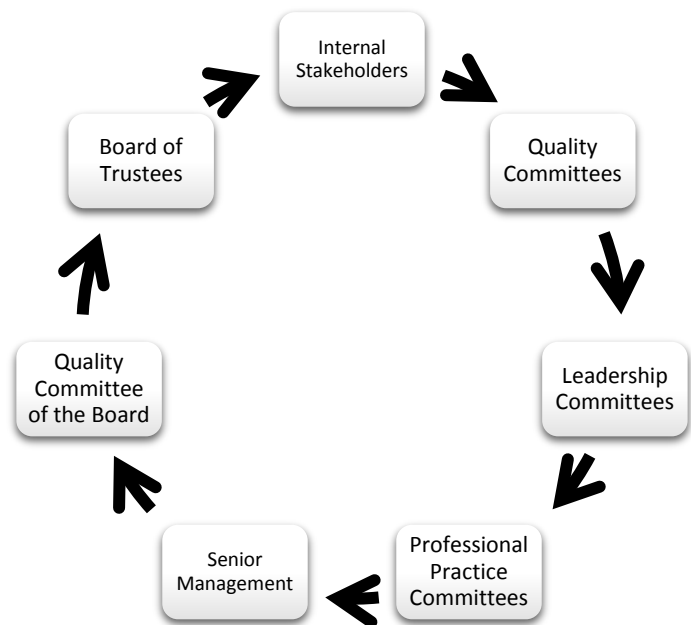 Internal
Stakeholders
Quality
Committees
Leadership
Committees
Professional
Practice
Committees
Senior
Management
Quality
Committee
of the Board
Board of
Trustees